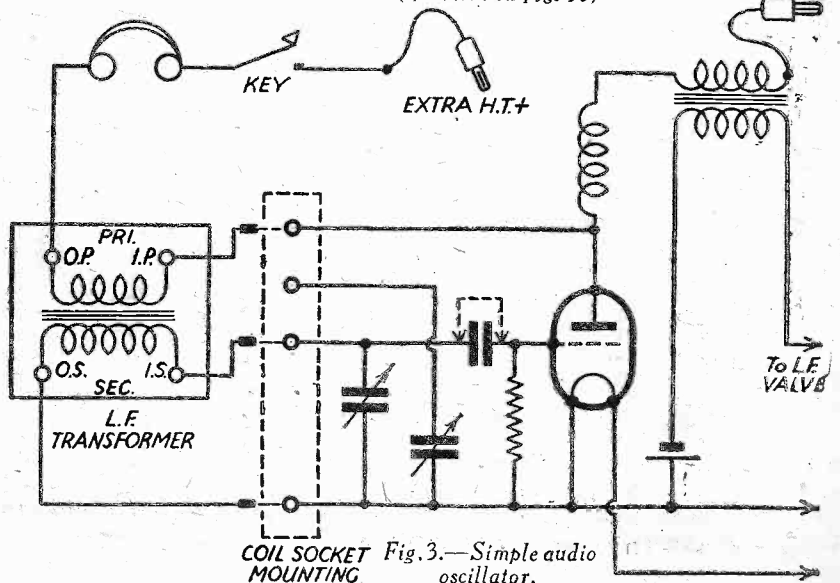 KEY
EXTRA H.T.+
PRI.
O.P. I.P.
O.S. I.S.
SEC.
L.F.
TRANSFORMER
To L.F.
VALVE
COIL SOCKET
MOUNTING
Fig. 3.—Simple audio
oscillator.